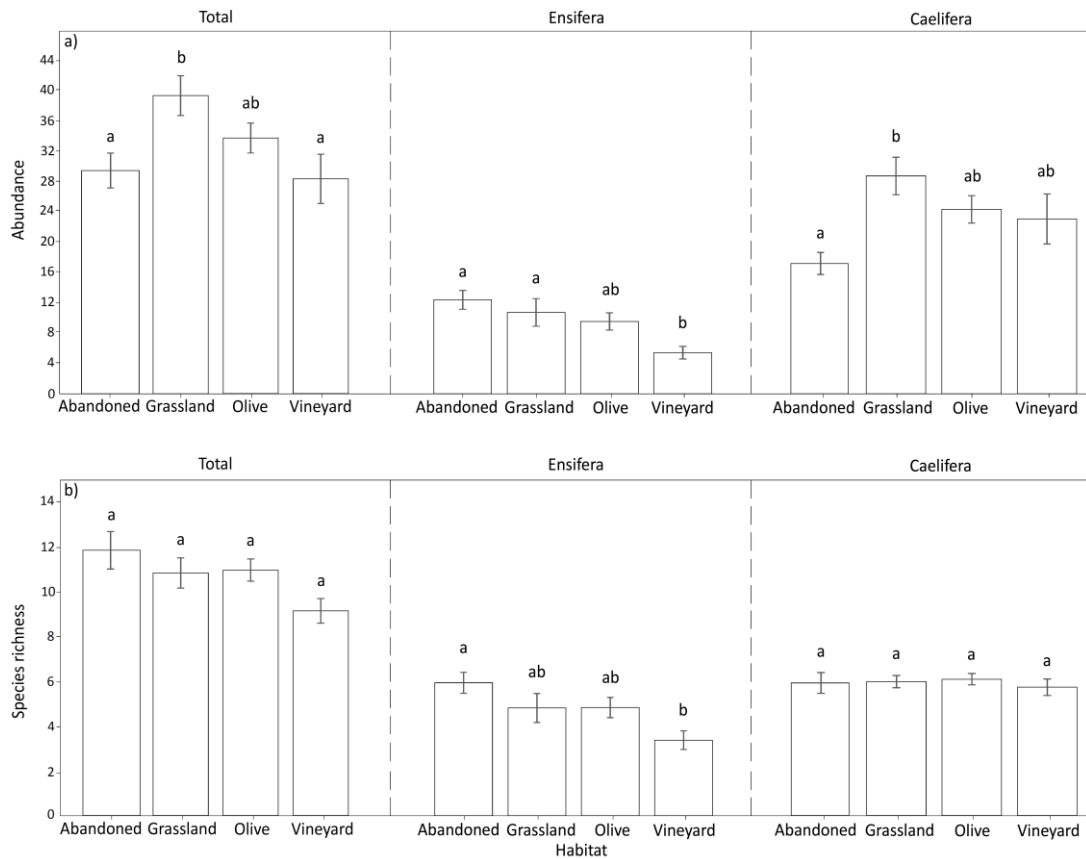 Total Ensifera Caelifera
a)
44
40
36
32
28
24
20
16
12
8
4
0
Abundance
a b ab a
a a ab b
a b ab ab
Abandoned Grassland Olive Vineyard Abandoned Grassland Olive Vineyard Abandoned Grassland Olive Vineyard
Total Ensifera Caelifera
b)
14
12
10
8
6
4
2
0
Species richness
a a a a
a ab ab b
a a a a
Abandoned Grassland Olive Vineyard Abandoned Grassland Olive Vineyard Abandoned Grassland Olive Vineyard
Habitat